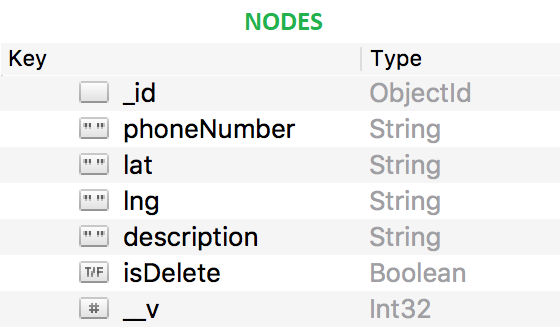 NODES
Key Type
_id ObjectId
"" phoneNumber String
"" lat String
"" lng String
"" description String
T/F isDelete Boolean
# __v Int32